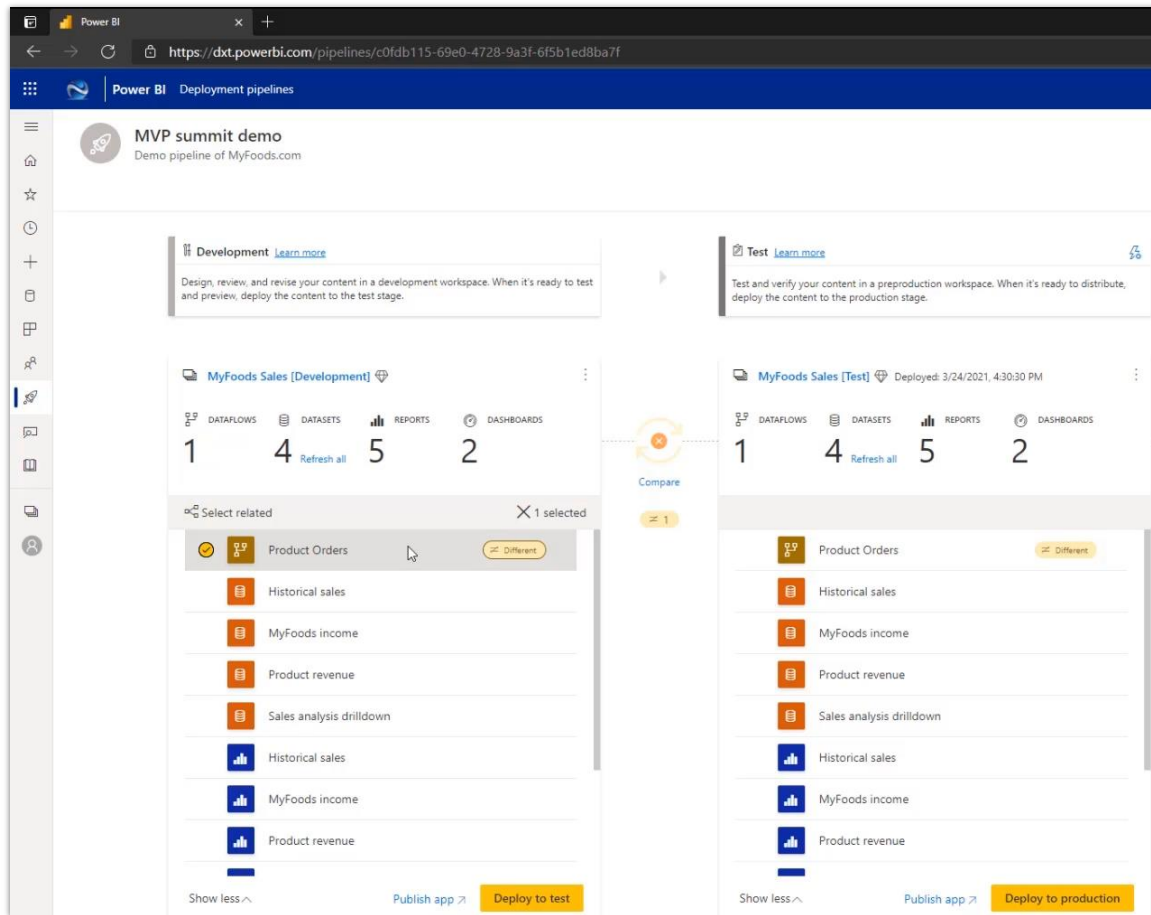 Power BI
https://dxt.powerbi.com/pipelines/c0fdb115-69e0-4728-9a3f-6f5b1ed8ba7f
Power BI Deployment pipelines
MVP summit demo
Demo pipeline of MyFoods.com
Development Learn more
Design, review, and revise your content in a development workspace. When it's ready to test
and preview, deploy the content to the test stage.
Test Learn more
Test and verify your content in a preproduction workspace. When it's ready to distribute,
deploy the content to the production stage.
MyFoods Sales [Development]
DATAFLOWS DATASETS REPORTS DASHBOARDS
1 4 Refresh all 5 2
Compare
≠ 1
MyFoods Sales [Test] Deployed: 3/24/2021, 4:30:30 PM
DATAFLOWS DATASETS REPORTS DASHBOARDS
1 4 Refresh all 5 2
Select related 1 selected
Product Orders Different
Historical sales
MyFoods income
Product revenue
Sales analysis drilldown
Historical sales
MyFoods income
Product revenue
Show less Publish app Deploy to test
Product Orders Different
Historical sales
MyFoods income
Product revenue
Sales analysis drilldown
Historical sales
MyFoods income
Product revenue
Show less Publish app Deploy to production